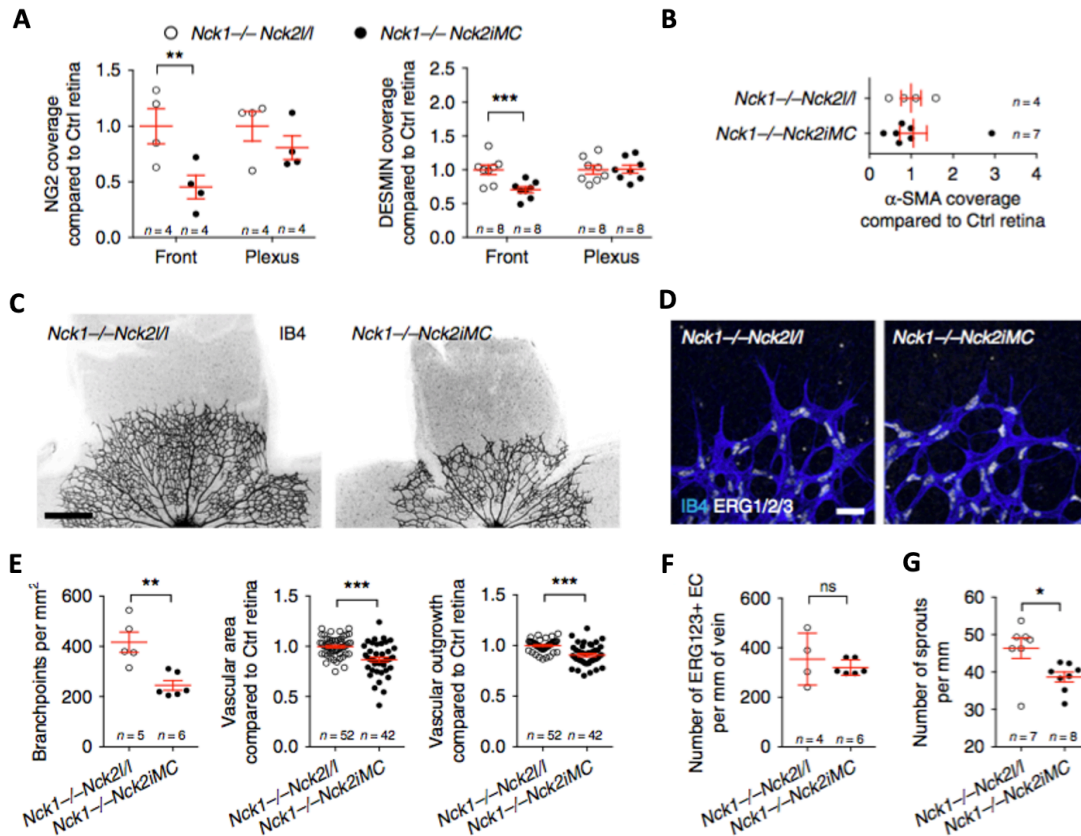 A
Nck1–/– Nck2l/l
Nck1–/– Nck2iMC
NG2 coverage
compared to Ctrl retina
1.5
1.0
0.5
0.0
**
n = 4
n = 4
n = 4
n = 4
Front
Plexus
DESMIN coverage
compared to Ctrl retina
2.5
2.0
1.5
1.0
0.5
0.0
***
n = 8
n = 8
n = 8
n = 8
Front
Plexus
B
Nck1–/–Nck2l/l
Nck1–/–Nck2iMC
n = 4
n = 7
0
1
2
3
4
α-SMA coverage
compared to Ctrl retina
C
Nck1–/–Nck2l/l
IB4
Nck1–/–Nck2iMC
D
Nck1–/–Nck2l/l
Nck1–/–Nck2iMC
IB4 ERG1/2/3
E
Branchpoints per mm²
600
400
200
0
**
n = 5
n = 6
Nck1–/–Nck2l/l
Nck1–/–Nck2iMC
Vascular area
compared to Ctrl retina
1.5
1.0
0.5
0.0
***
n = 52
n = 42
Nck1–/–Nck2l/l
Nck1–/–Nck2iMC
Vascular outgrowth
compared to Ctrl retina
1.5
1.0
0.5
0.0
***
n = 52
n = 42
Nck1–/–Nck2l/l
Nck1–/–Nck2iMC
F
Number of ERG123+ EC
per mm of vein
600
400
200
0
ns
n = 4
n = 6
Nck1–/–Nck2l/l
Nck1–/–Nck2iMC
G
Number of sprouts
per mm
60
50
40
30
20
*
n = 7
n = 8
Nck1–/–Nck2l/l
Nck1–/–Nck2iMC